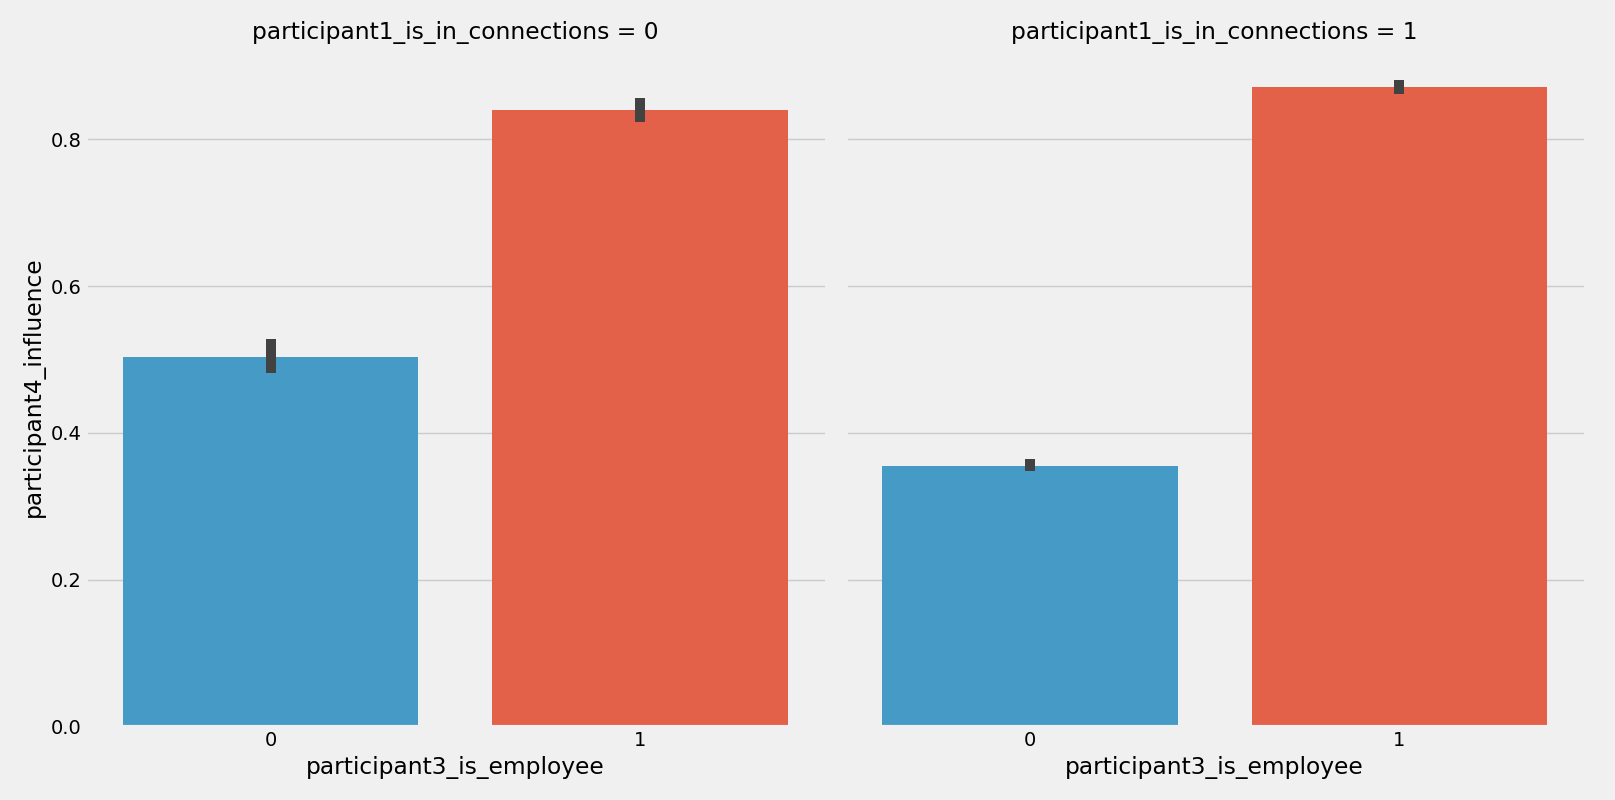 participant1_is_in_connections = 0
participant1_is_in_connections = 1
participant4_influence
0.8
0.6
0.4
0.2
0.0
0
1
0
1
participant3_is_employee
participant3_is_employee